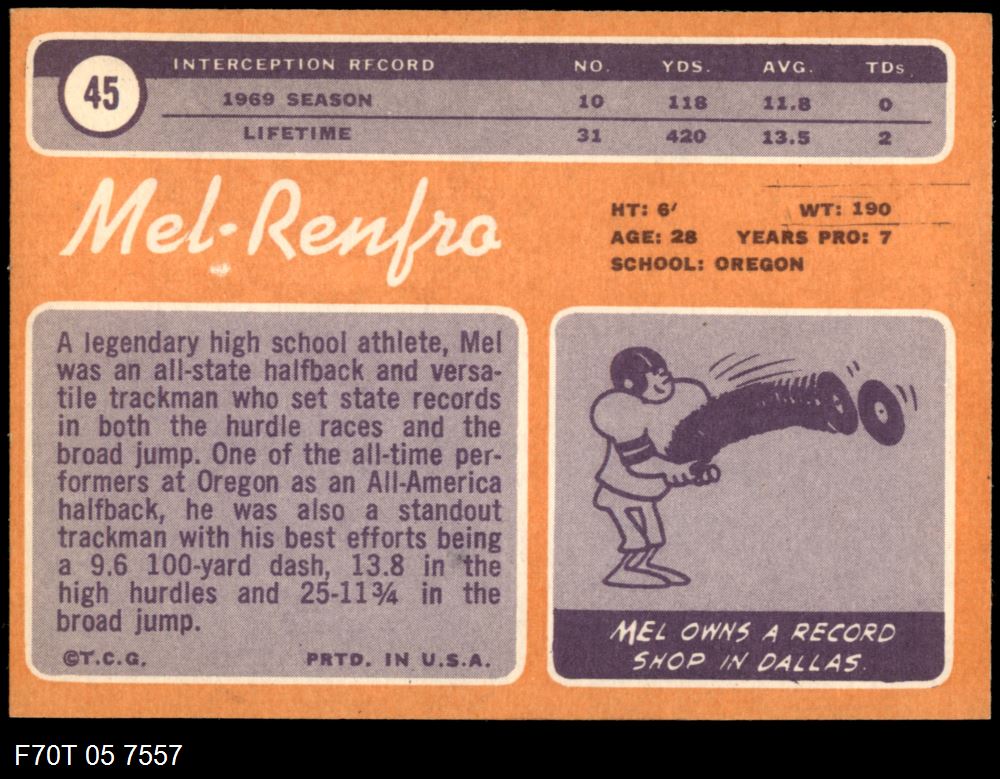 45
INTERCEPTION RECORD NO. YDS. AVG. TDs.
1969 SEASON 10 118 11.8 0
LIFETIME 31 420 13.5 2
Mel-Renfro
HT: 6' WT: 190
AGE: 28 YEARS PRO: 7
SCHOOL: OREGON
A legendary high school athlete, Mel
was an all-state halfback and versa-
tile trackman who set state records
in both the hurdle races and the
broad jump. One of the all-time per-
formers at Oregon as an All-America
halfback, he was also a standout
trackman with his best efforts being
a 9.6 100-yard dash, 13.8 in the
high hurdles and 25-11¾ in the
broad jump.
©T.C.G. PRTD. IN U.S.A.
MEL OWNS A RECORD
SHOP IN DALLAS.
F70T 05 7557